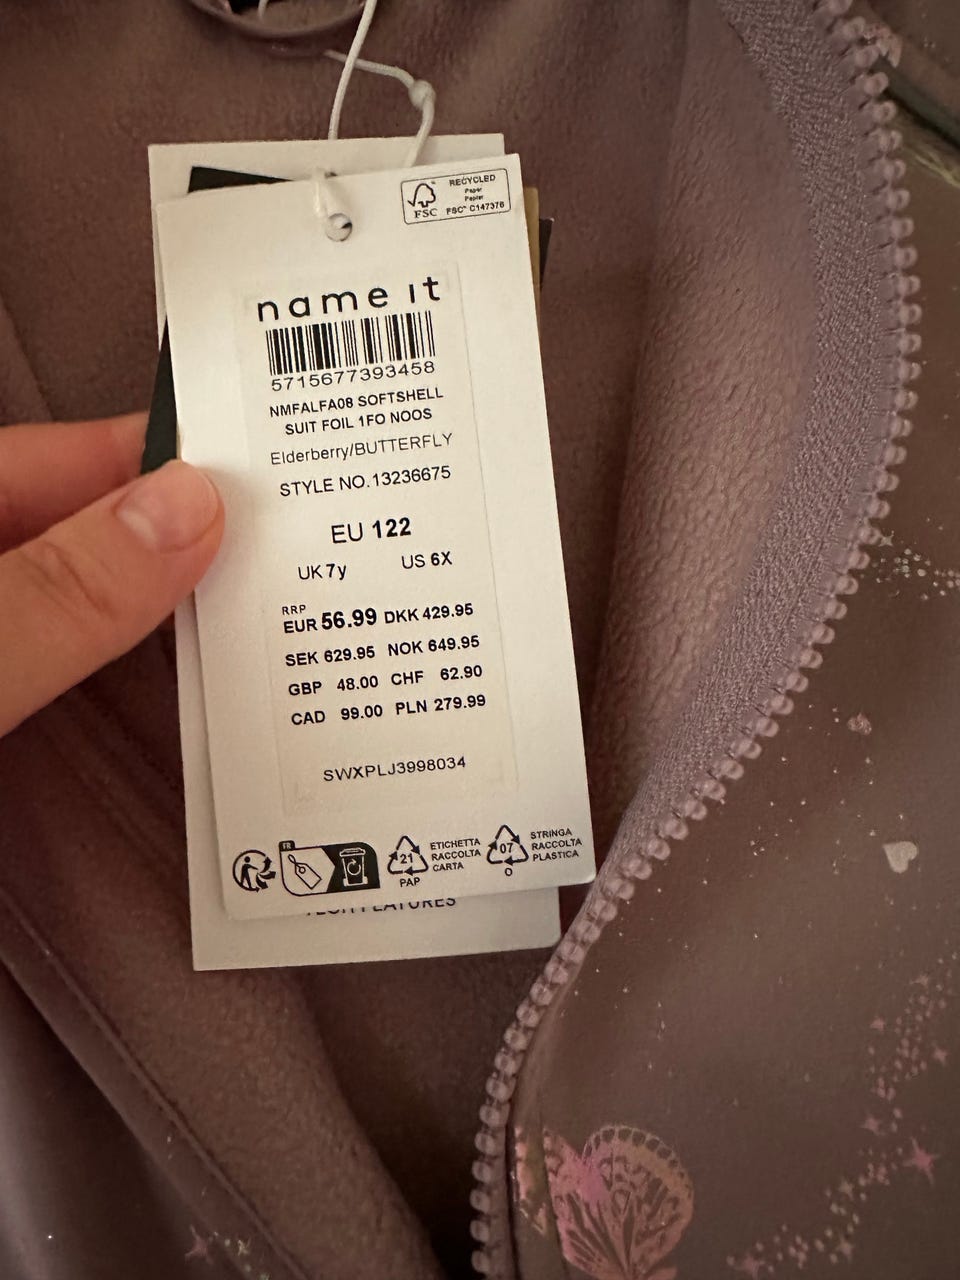 RECYCLED
Paper
Papier
FSC
FSC™ C147376
name it
5715677393458
NMFALFA08 SOFTSHELL
SUIT FOIL 1FO NOOS
Elderberry/BUTTERFLY
STYLE NO.13236675
EU 122
UK 7y US 6X
RRP
EUR 56.99 DKK 429.95
SEK 629.95 NOK 649.95
GBP 48.00 CHF 62.90
CAD 99.00 PLN 279.99
SWXPLJ3998034
FR
21
PAP
ETICHETTA
RACCOLTA
CARTA
07
O
STRINGA
RACCOLTA
PLASTICA